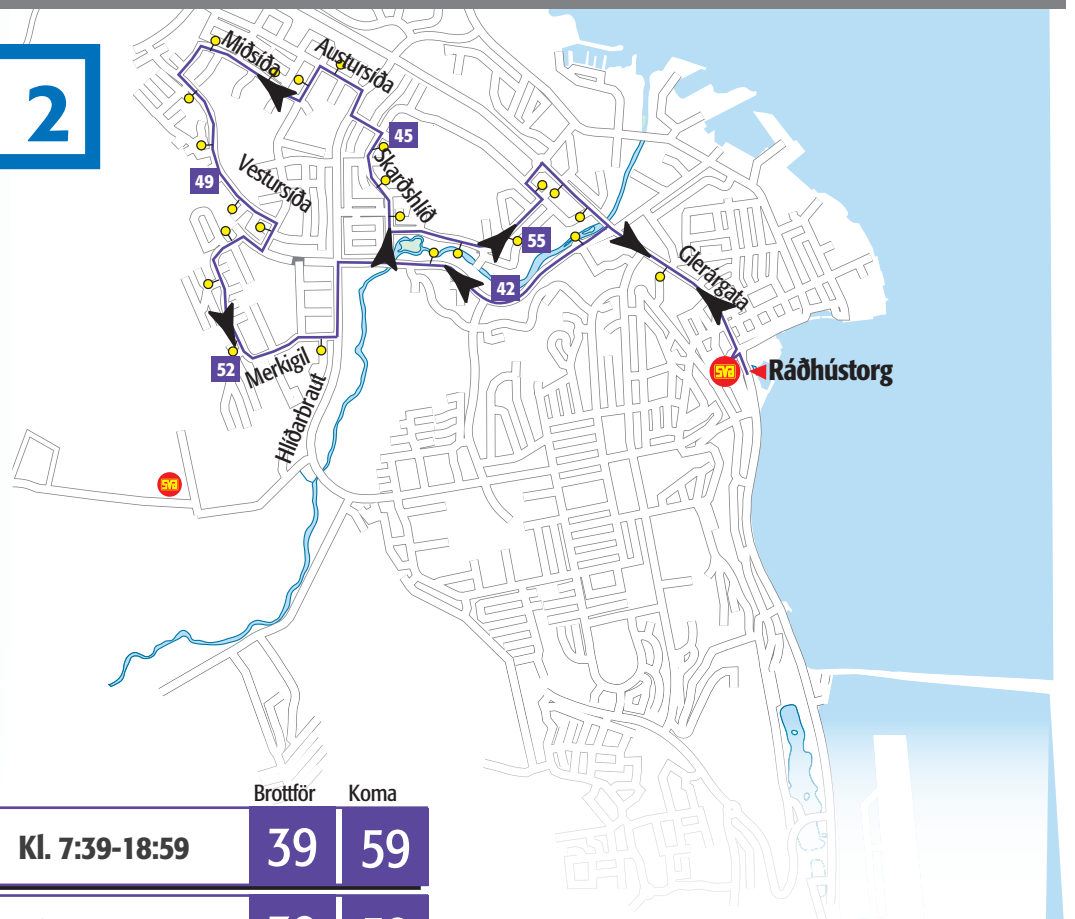 2
Miðsíða
Austursíða
45
Skarðshlíð
49
Vestursíða
55
42
Glerárgata
52
Merkigil
Hlíðarbraut
SVA
Ráðhústorg
SVA
Brottför Koma
Kl. 7:39-18:59 39 59